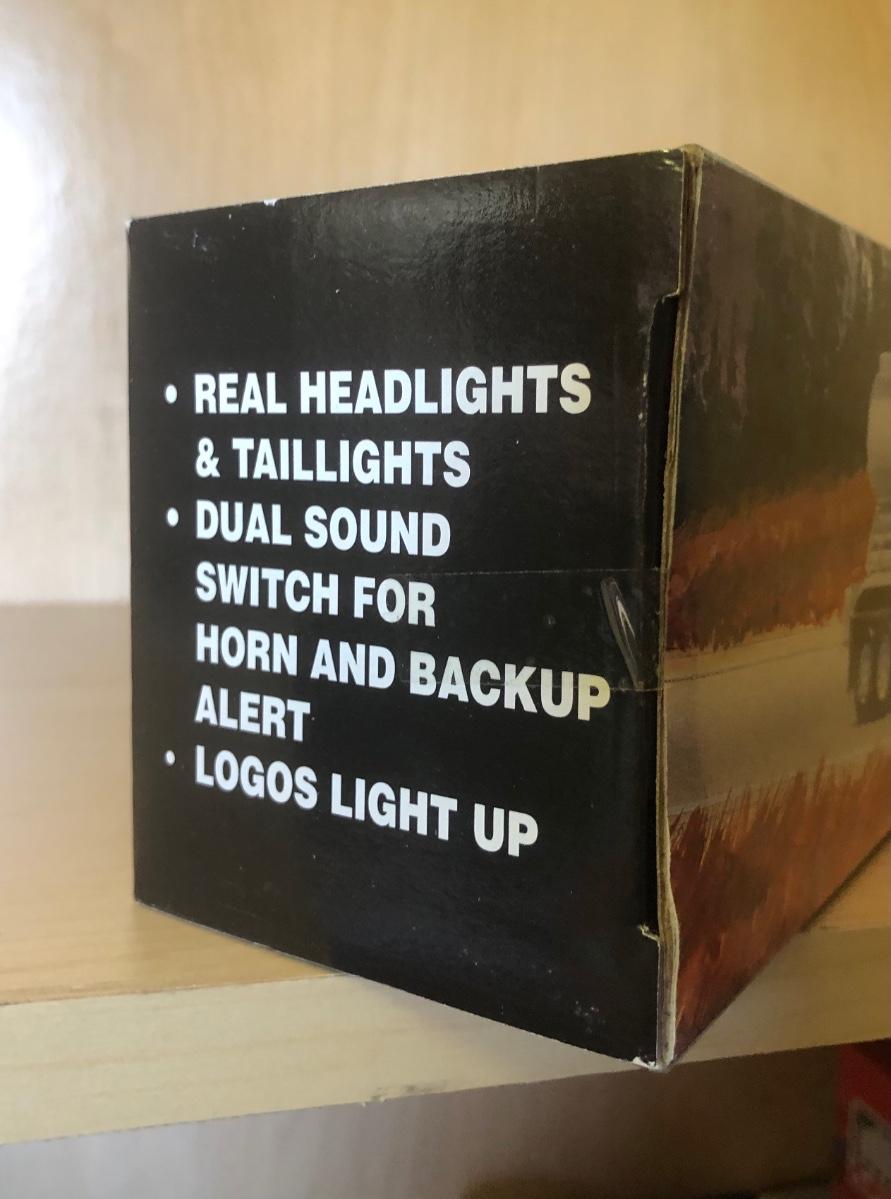 • REAL HEADLIGHTS
& TAILLIGHTS
• DUAL SOUND
SWITCH FOR
HORN AND BACKUP
ALERT
• LOGOS LIGHT UP